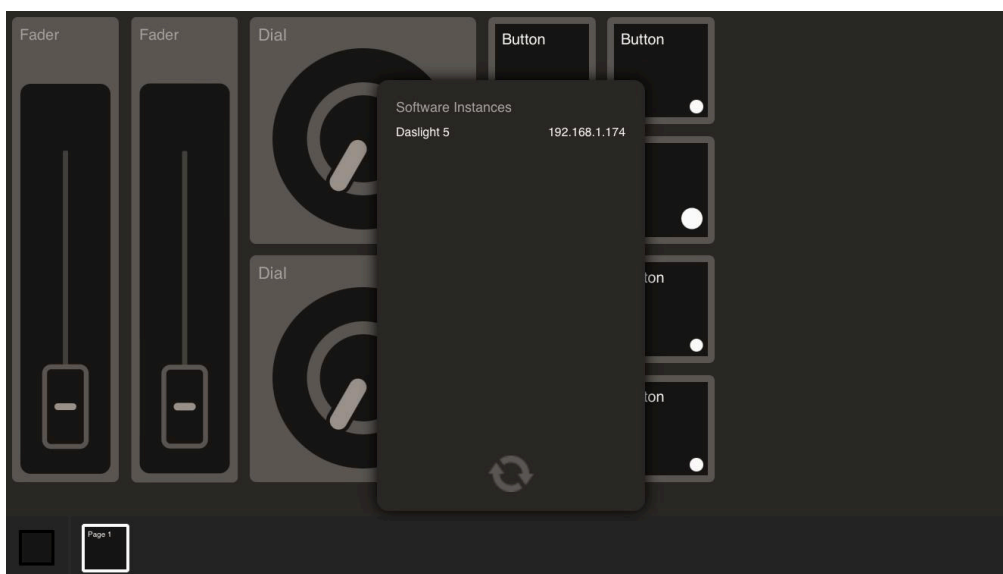 Fader
Fader
Dial
Button
Button
Software Instances
Daslight 5 192.168.1.174
Dial
ton
ton
Page 1